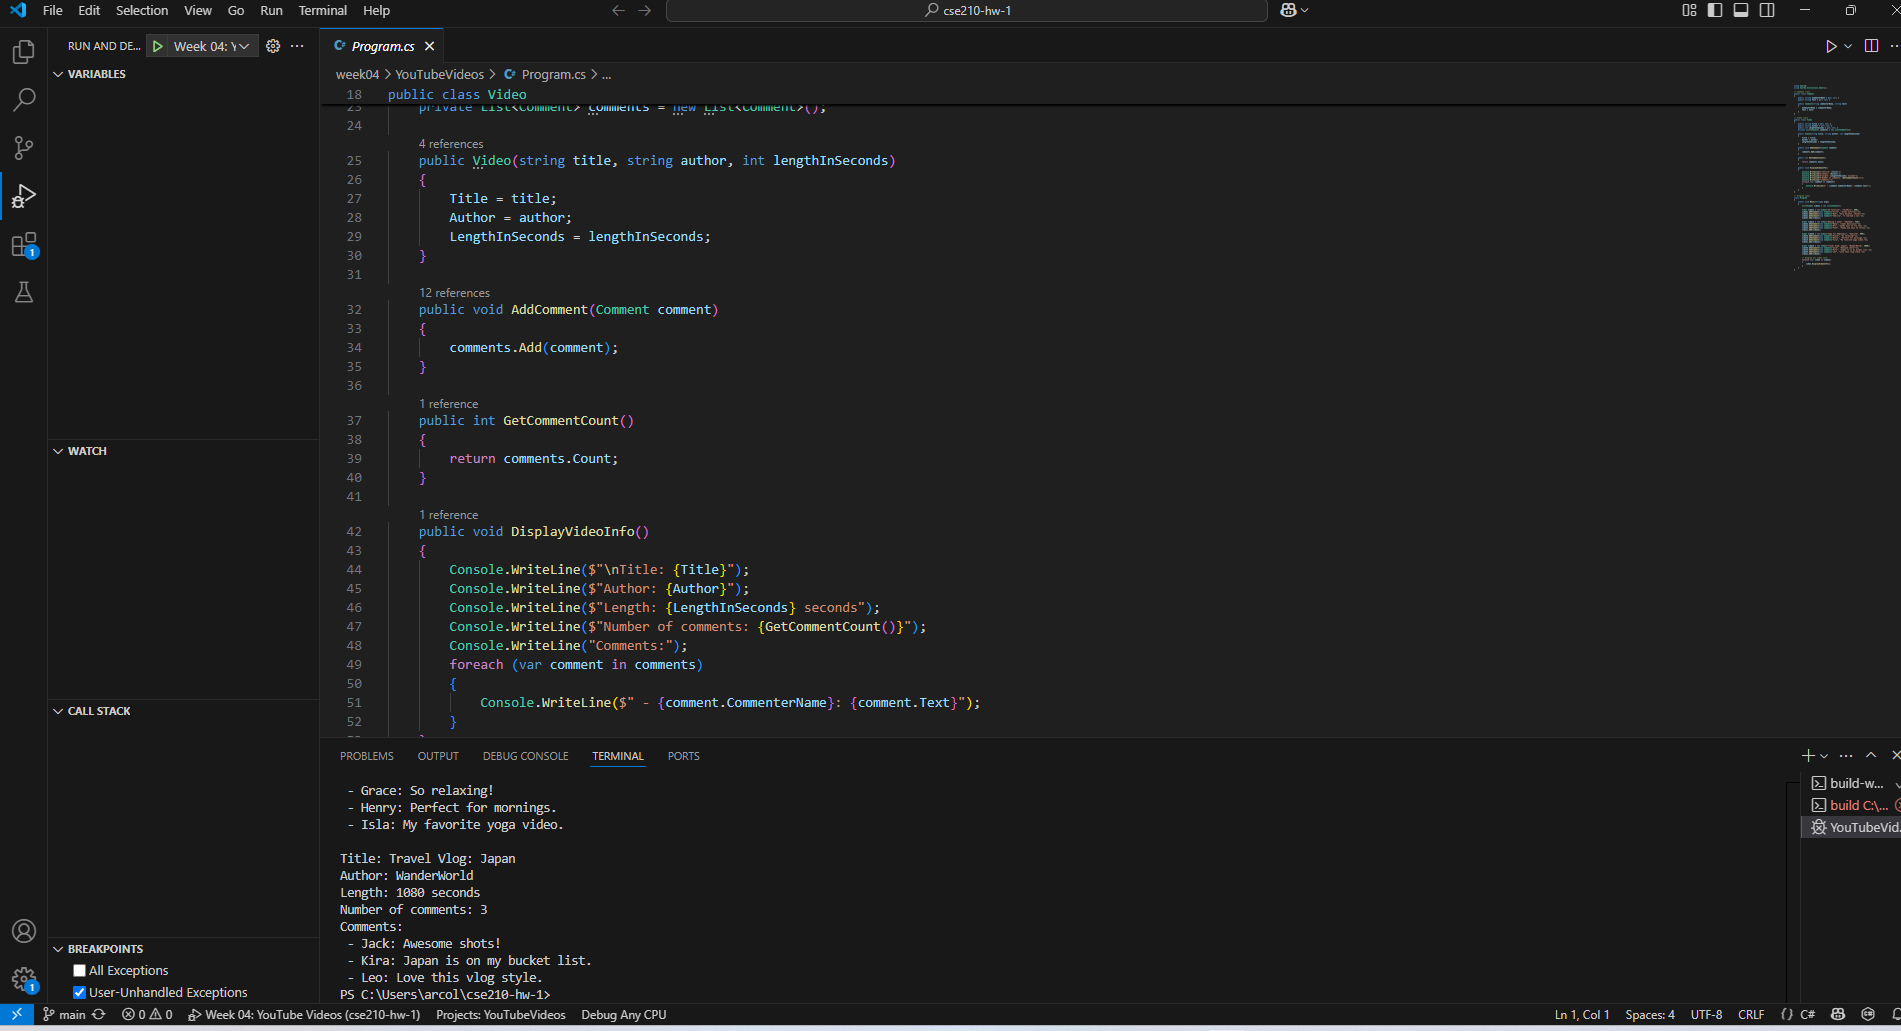 File Edit Selection View Go Run Terminal Help
cse210-hw-1
RUN AND DE... Week 04: Y
Program.cs
VARIABLES
week04 > YouTubeVideos > Program.cs > ...
18 public class Video
23 private List<Comment> comments = new List<Comment>();
24
4 references
25 public Video(string title, string author, int lengthInSeconds)
26 {
27 Title = title;
28 Author = author;
29 LengthInSeconds = lengthInSeconds;
30 }
31
12 references
32 public void AddComment(Comment comment)
33 {
34 comments.Add(comment);
35 }
36
1 reference
37 public int GetCommentCount()
38 {
39 return comments.Count;
40 }
41
1 reference
42 public void DisplayVideoInfo()
43 {
44 Console.WriteLine($"\nTitle: {Title}");
45 Console.WriteLine($"Author: {Author}");
46 Console.WriteLine($"Length: {LengthInSeconds} seconds");
47 Console.WriteLine($"Number of comments: {GetCommentCount()}");
48 Console.WriteLine("Comments:");
49 foreach (var comment in comments)
50 {
51 Console.WriteLine($" - {comment.CommenterName}: {comment.Text}");
52 }
WATCH
CALL STACK
BREAKPOINTS
All Exceptions
User-Unhandled Exceptions
1
1
PROBLEMS OUTPUT DEBUG CONSOLE TERMINAL PORTS
- Grace: So relaxing!
- Henry: Perfect for mornings.
- Isla: My favorite yoga video.
Title: Travel Vlog: Japan
Author: WanderWorld
Length: 1080 seconds
Number of comments: 3
Comments:
- Jack: Awesome shots!
- Kira: Japan is on my bucket list.
- Leo: Love this vlog style.
PS C:\Users\arcol\cse210-hw-1>
build-w...
build C:\...
YouTubeVid...
main 0 0 Week 04: YouTube Videos (cse210-hw-1) Projects: YouTubeVideos Debug Any CPU Ln 1, Col 1 Spaces: 4 UTF-8 CRLF {} C#